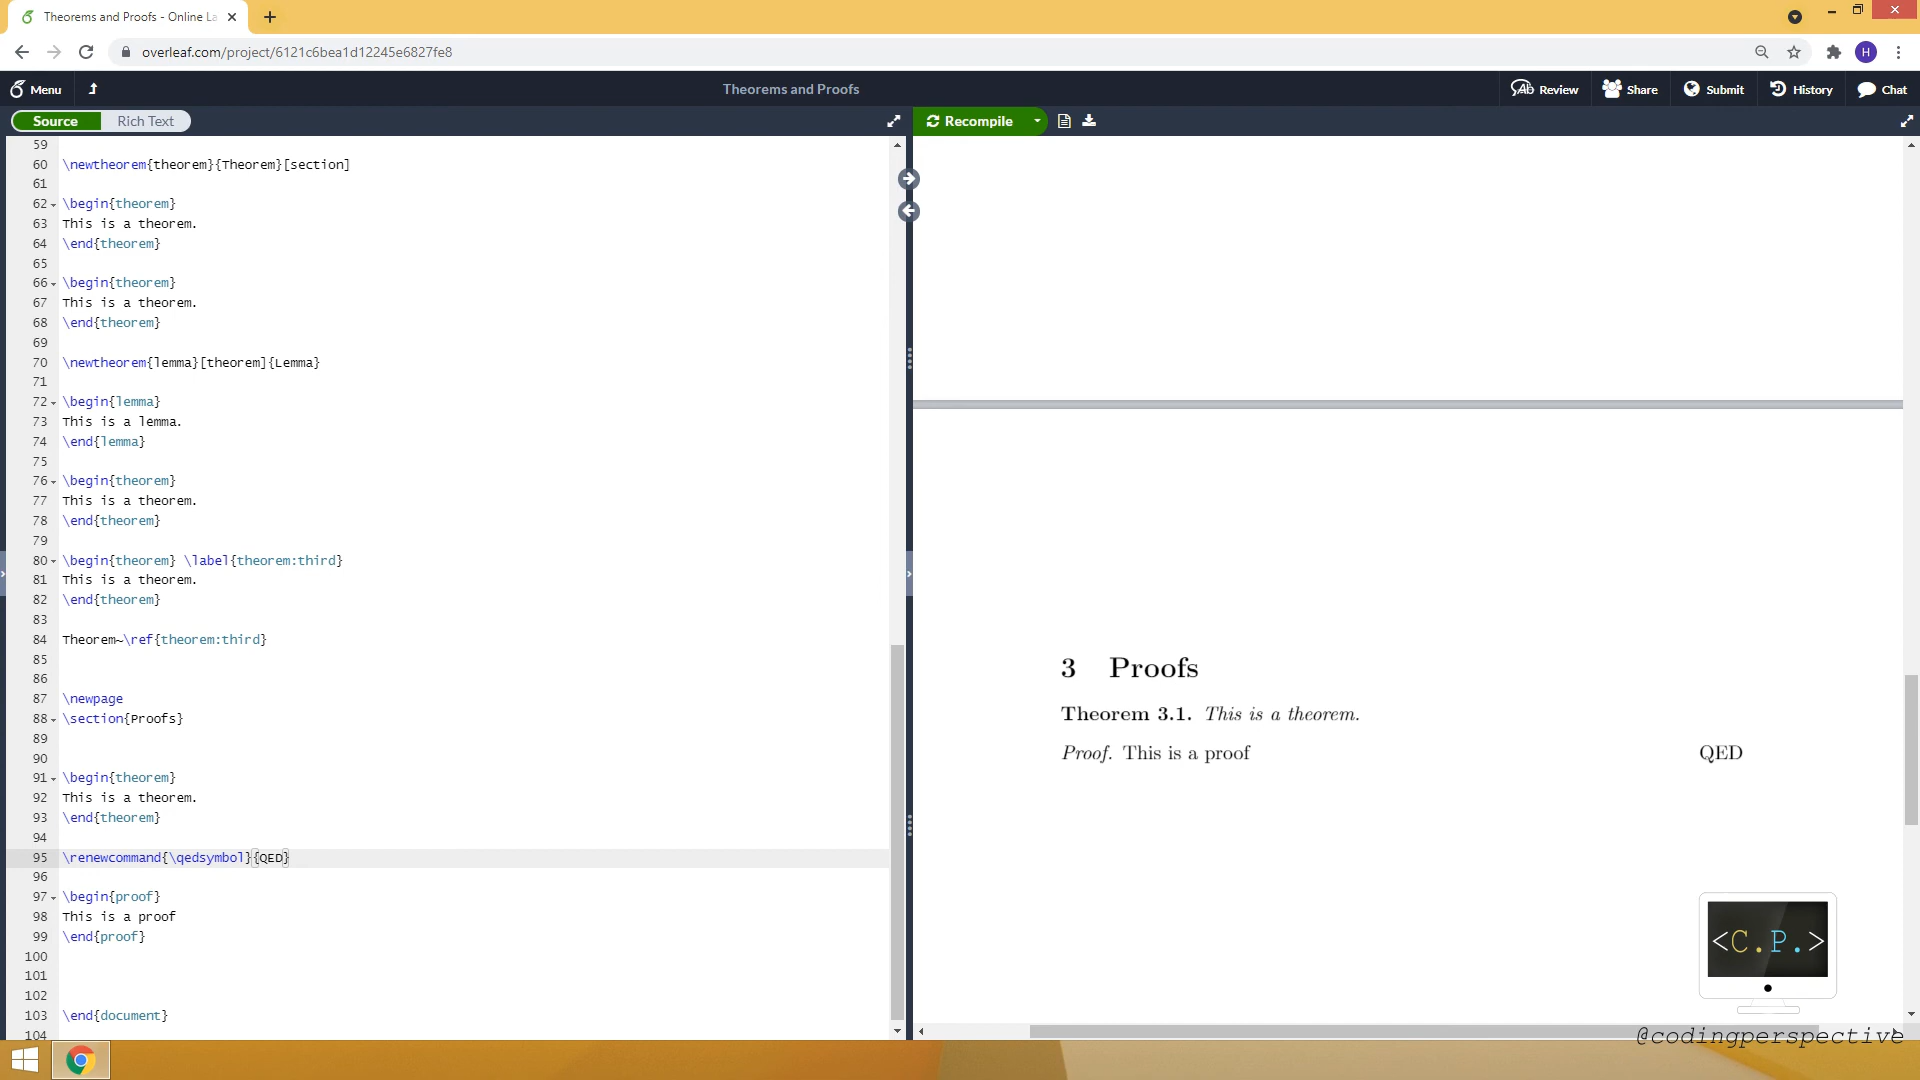 Theorems and Proofs - Online La
overleaf.com/project/6121c6bea1d12245e6827fe8
H
Menu
Theorems and Proofs
Review
Share
Submit
History
Chat
Source
Rich Text
Recompile
59
60 \newtheorem{theorem}{Theorem}[section]
61
62 \begin{theorem}
63 This is a theorem.
64 \end{theorem}
65
66 \begin{theorem}
67 This is a theorem.
68 \end{theorem}
69
70 \newtheorem{lemma}[theorem]{Lemma}
71
72 \begin{lemma}
73 This is a lemma.
74 \end{lemma}
75
76 \begin{theorem}
77 This is a theorem.
78 \end{theorem}
79
80 \begin{theorem} \label{theorem:third}
81 This is a theorem.
82 \end{theorem}
83
84 Theorem~\ref{theorem:third}
85
86
87 \newpage
88 \section{Proofs}
89
90
91 \begin{theorem}
92 This is a theorem.
93 \end{theorem}
94
95 \renewcommand{\qedsymbol}{QED}
96
97 \begin{proof}
98 This is a proof
99 \end{proof}
100
101
102
103 \end{document}
104
3 Proofs
Theorem 3.1. This is a theorem.
Proof. This is a proof QED
<C.P.>
@codingperspective